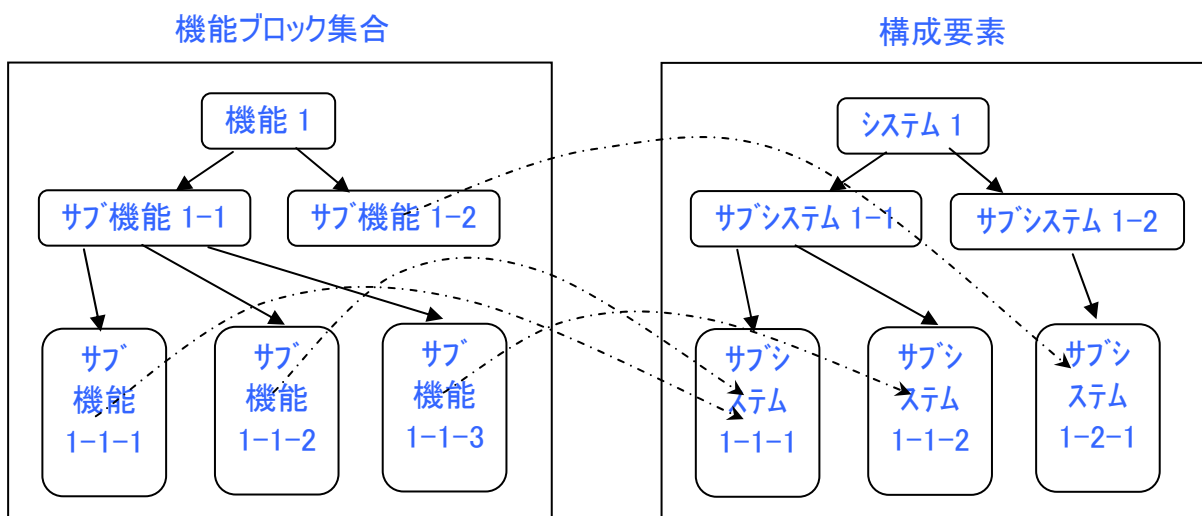 機能ブロック集合
構成要素
機能 1
システム 1
サブ機能 1-1
サブ機能 1-2
サブシステム 1-1
サブシステム 1-2
サブ
機能
1-1-1
サブ
機能
1-1-2
サブ
機能
1-1-3
サブシ
ステム
1-1-1
サブシ
ステム
1-1-2
サブシ
ステム
1-2-1